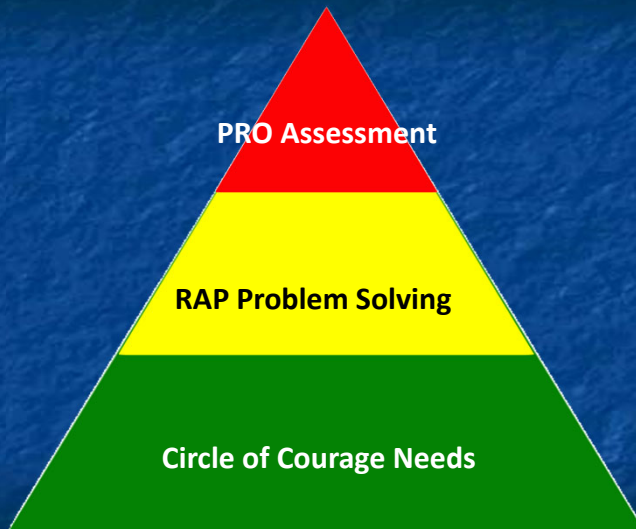 PRO Assessment
RAP Problem Solving
Circle of Courage Needs